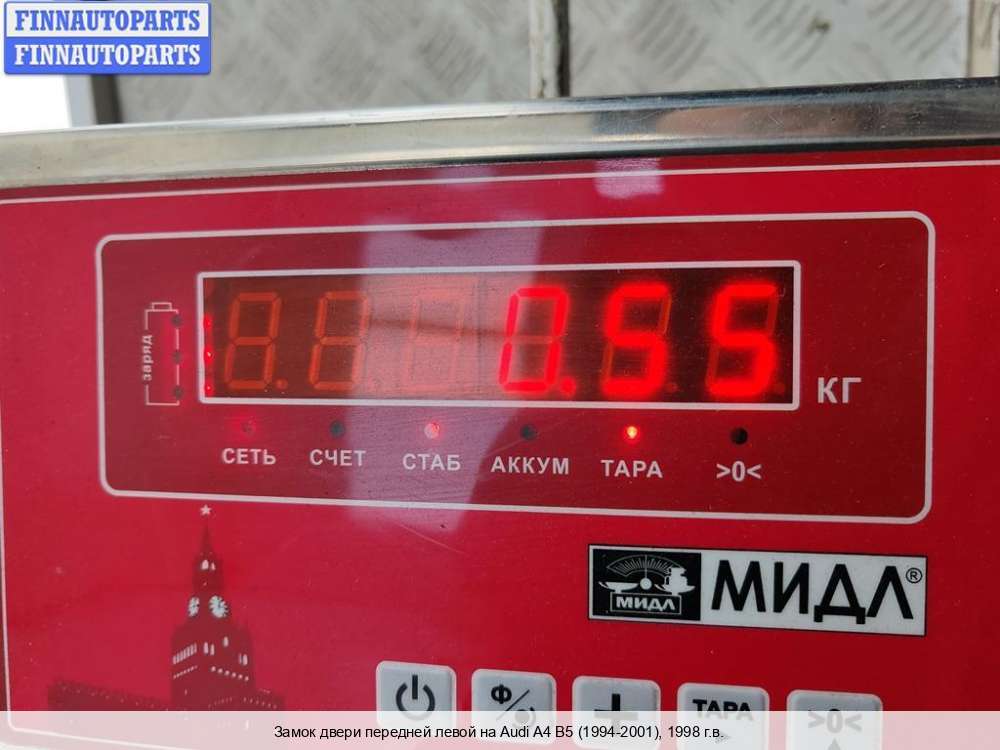 FINNAUTOPARTS
FINNAUTOPARTS
заряд
0.55
КГ
СЕТЬ СЧЕТ СТАБ АККУМ ТАРА >0<
МИДЛ
МИДЛ®
Ф/
ТАРА
>0<
Замок двери передней левой на Audi A4 B5 (1994-2001), 1998 г.в.